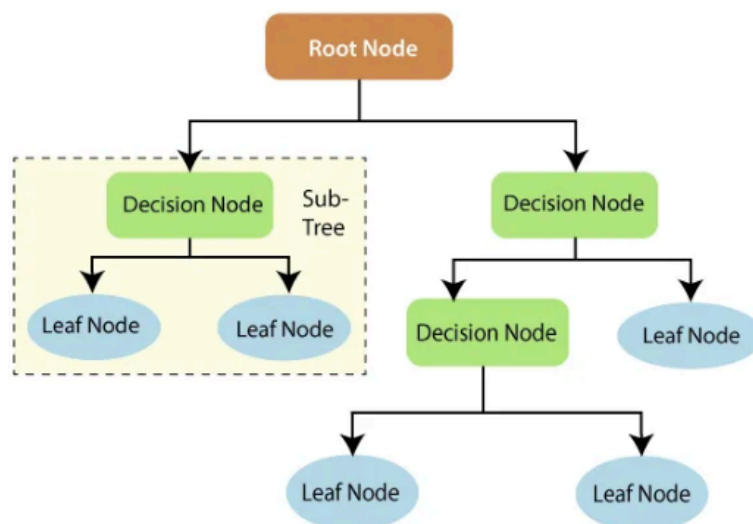 Root Node
Decision Node
Sub-
Tree
Decision Node
Leaf Node
Leaf Node
Decision Node
Leaf Node
Leaf Node
Leaf Node